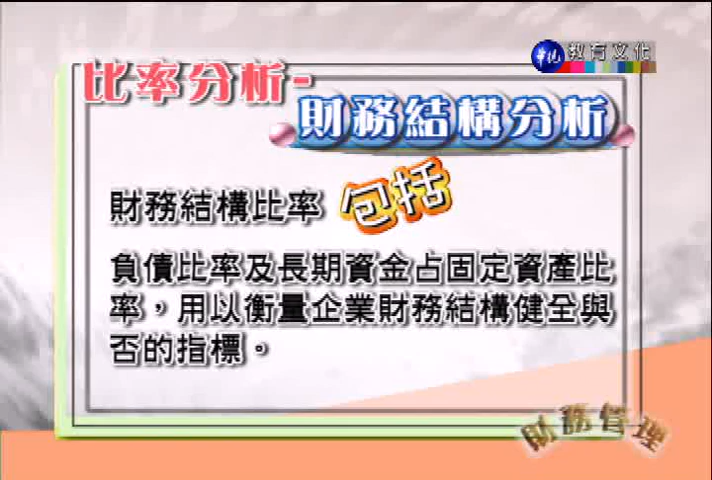 華視 教育文化
比率分析-
財務結構分析
財務結構比率 包括
負債比率及長期資金占固定資產比
率，用以衡量企業財務結構健全與
否的指標。
財務管理